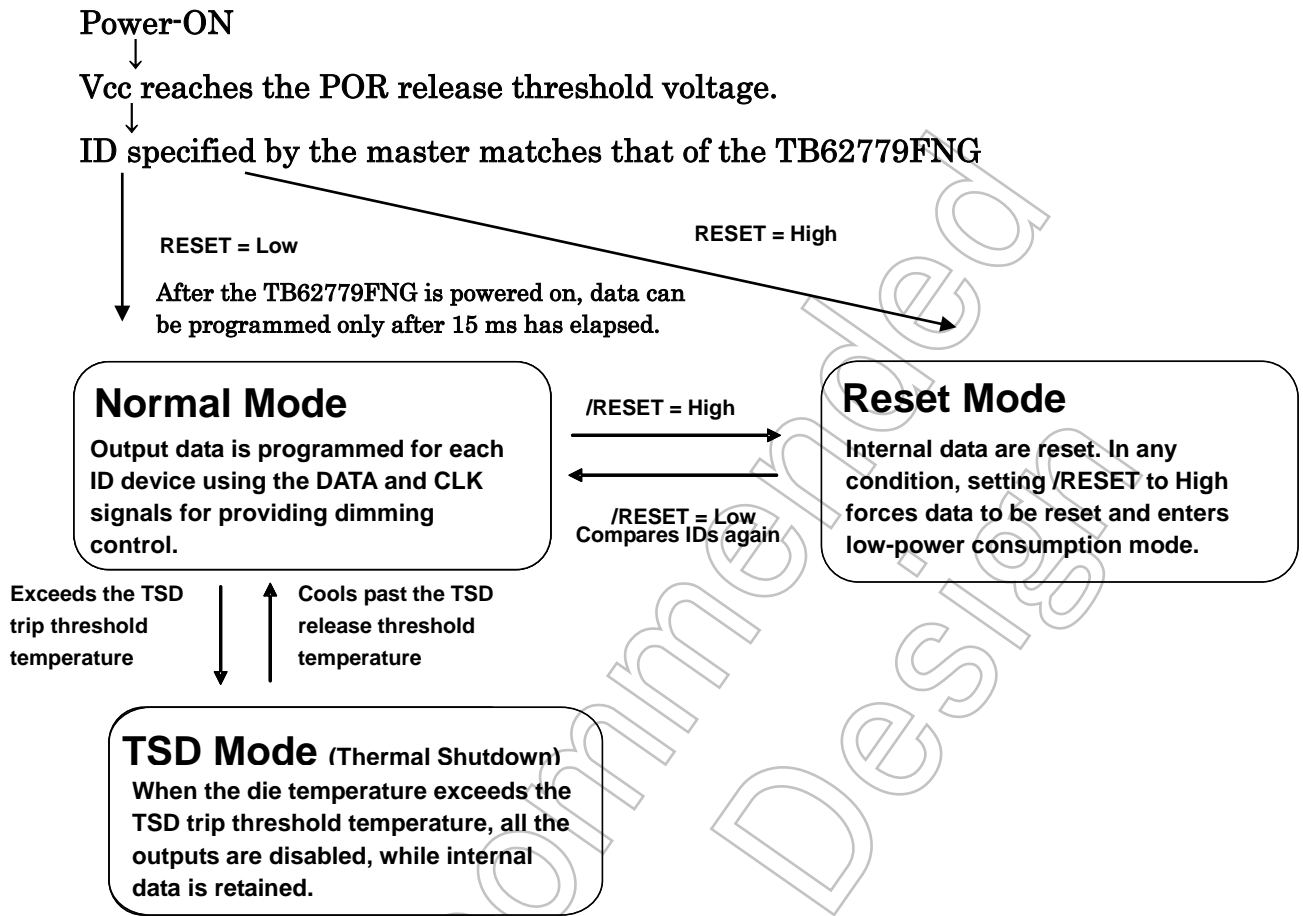 Power-ON
Vcc reaches the POR release threshold voltage.
ID specified by the master matches that of the TB62779FNG
RESET = Low
RESET = High
After the TB62779FNG is powered on, data can
be programmed only after 15 ms has elapsed.
Normal Mode
Output data is programmed for each
ID device using the DATA and CLK
signals for providing dimming
control.
/RESET = High
/RESET = Low
Compares IDs again
Reset Mode
Internal data are reset. In any
condition, setting /RESET to High
forces data to be reset and enters
low-power consumption mode.
Exceeds the TSD
trip threshold
temperature
Cools past the TSD
release threshold
temperature
TSD Mode (Thermal Shutdown)
When the die temperature exceeds the
TSD trip threshold temperature, all the
outputs are disabled, while internal
data is retained.
ommended
Design